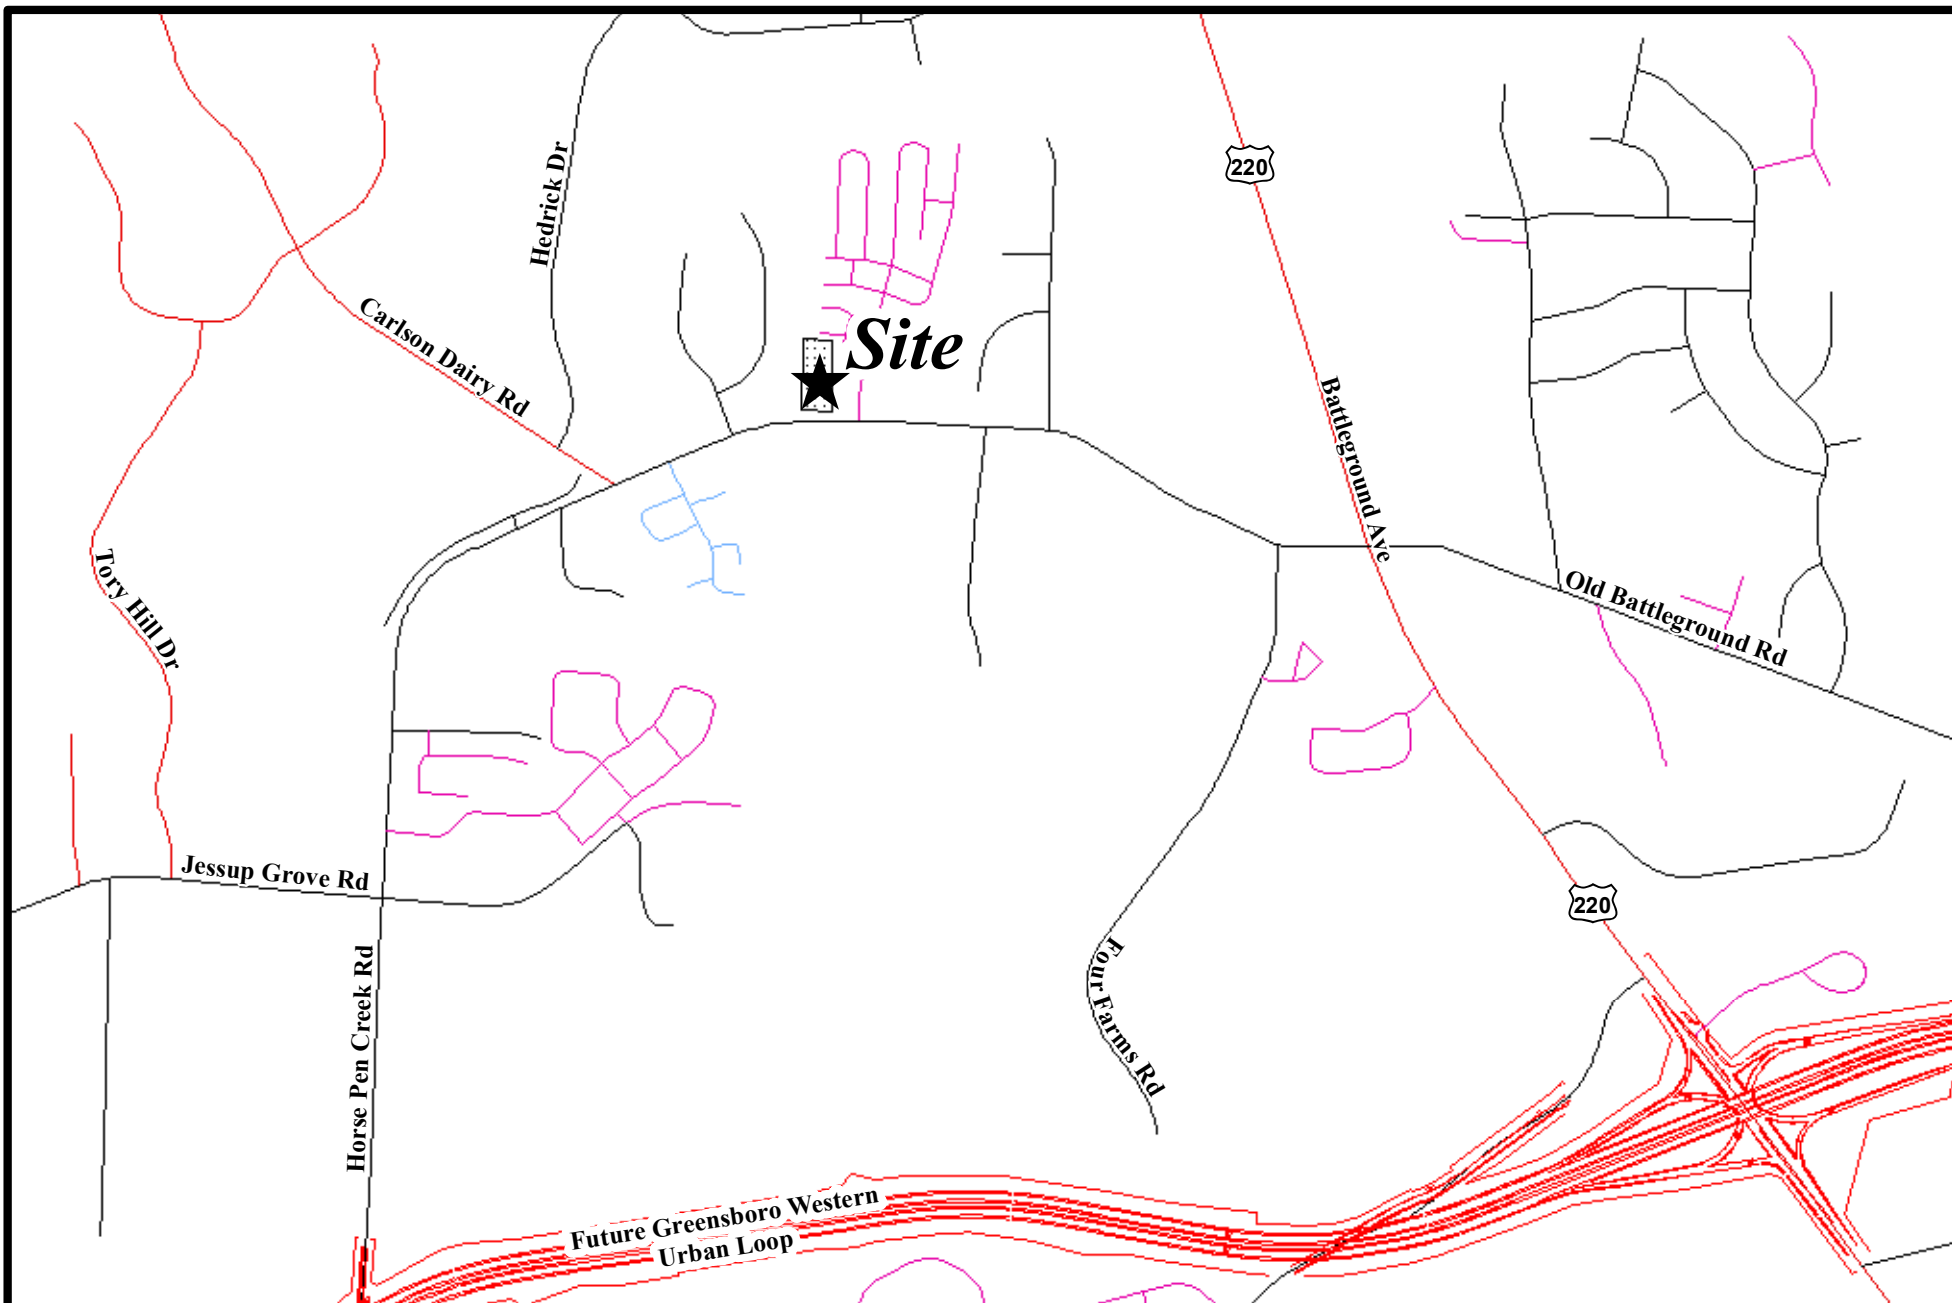 220
Hedrick Dr
Carlson Dairy Rd
Site
Battleground Ave
Tory Hill Dr
Old Battleground Rd
Jessup Grove Rd
220
Horse Pen Creek Rd
Four Farms Rd
Future Greensboro Western
Urban Loop